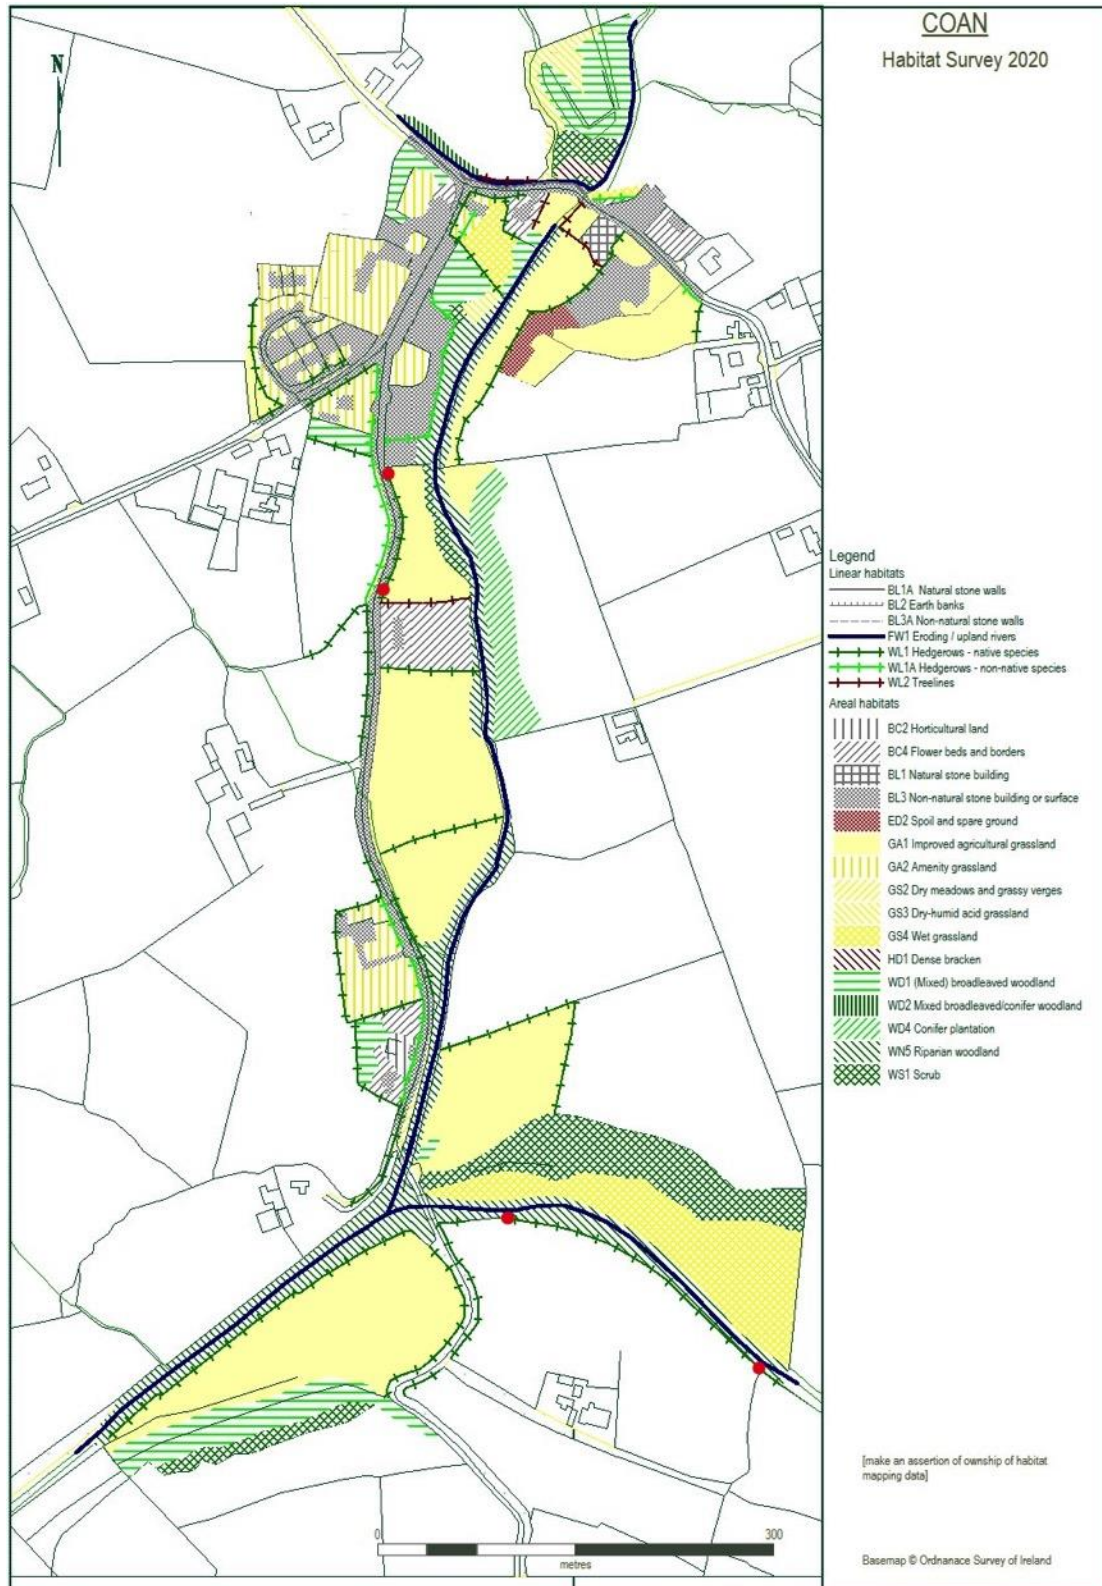 COAN
Habitat Survey 2020
N
Legend
Linear habitats
BL1A Natural stone walls
BL2 Earth banks
BL3A Non-natural stone walls
FW1 Eroding / upland rivers
WL1 Hedgerows - native species
WL1A Hedgerows - non-native species
WL2 Treelines
Areal habitats
BC2 Horticultural land
BC4 Flower beds and borders
BL1 Natural stone building
BL3 Non-natural stone building or surface
ED2 Spoil and spare ground
GA1 Improved agricultural grassland
GA2 Amenity grassland
GS2 Dry meadows and grassy verges
GS3 Dry-humid acid grassland
GS4 Wet grassland
HD1 Dense bracken
WD1 (Mixed) broadleaved woodland
WD2 Mixed broadleaved/conifer woodland
WD4 Conifer plantation
WN5 Riparian woodland
WS1 Scrub
[make an assertion of ownship of habitat
mapping data]
0 300
metres
Basemap © Ordnanace Survey of Ireland